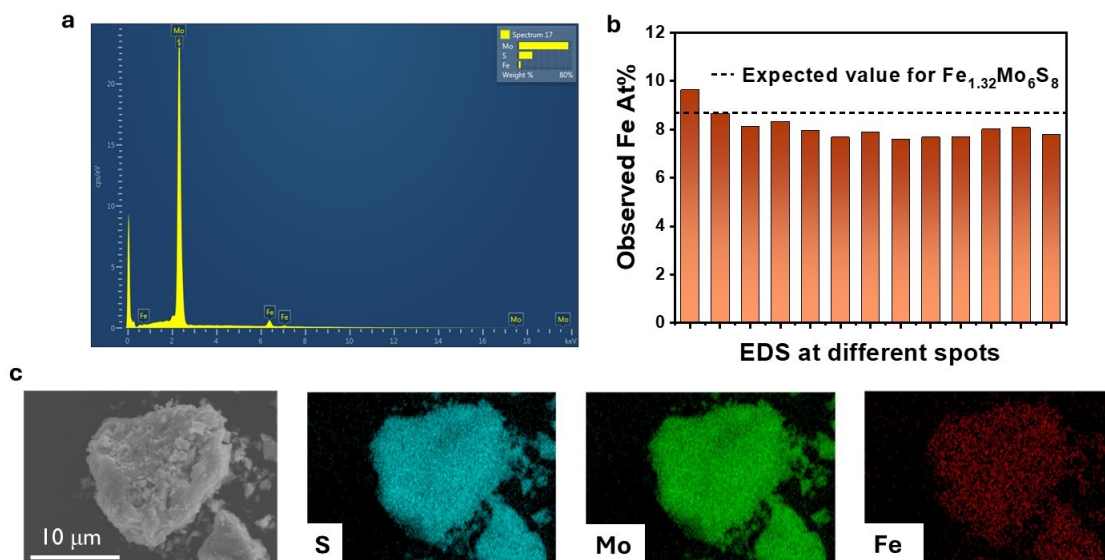 a
Mo
S
Spectrum 17
Mo
S
Fe
Weight %
80%
20
15
10
5
0
cps/eV
Fe
Fe
Fe
Mo
Mo
0
2
4
6
8
10
12
14
16
18
keV
b
12
10
8
6
4
2
0
Observed Fe At%
Expected value for Fe₁.₃₂Mo₆S₈
EDS at different spots
c
10 μm
S
Mo
Fe